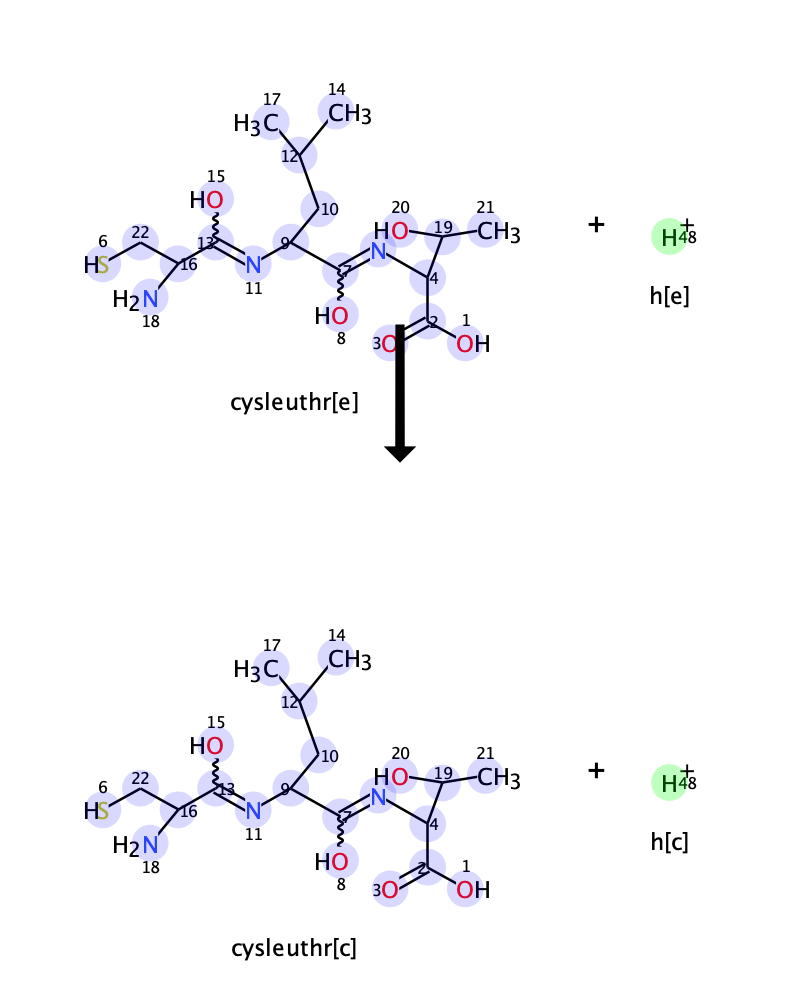 17
14
H3C
CH3
12
15
HO
10
20
19
21
HO
CH3
6
22
13
9
N
+
H+48
HS
16
N
11
7
4
h[e]
H2N
18
HO
8
2
1
3O
OH
cysleuthr[e]
17
14
H3C
CH3
12
15
HO
10
20
19
21
HO
CH3
6
22
13
9
N
+
H+48
HS
16
N
11
7
4
h[c]
H2N
18
HO
8
2
1
3O
OH
cysleuthr[c]